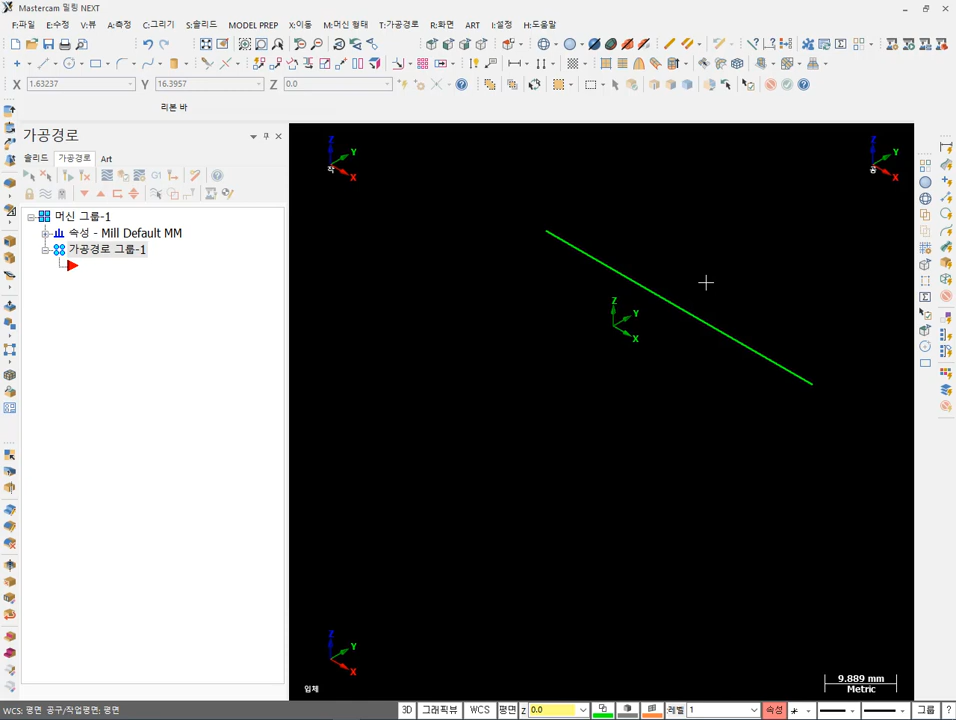 Mastercam 밀링 NEXT
F:파일 E:수정 V:뷰 A:측정 C:그리기 S:솔리드 MODEL PREP X:이동 M:머신 형태 T:가공경로 R:화면 ART I:설정 H:도움말
X 1.63237 Y 16.3957 Z 0.0
리본 바
가공경로
솔리드 가공경로 Art
G1
머신 그룹-1
속성 - Mill Default MM
가공경로 그룹-1
Z Y X
Z Y X
Z Y X
Z Y X
입체
9.889 mm
Metric
WCS: 평면 공구/작업평면: 평면 3D 그래픽뷰 WCS 평면 Z 0.0 레벨 1 속성 그룹 ?